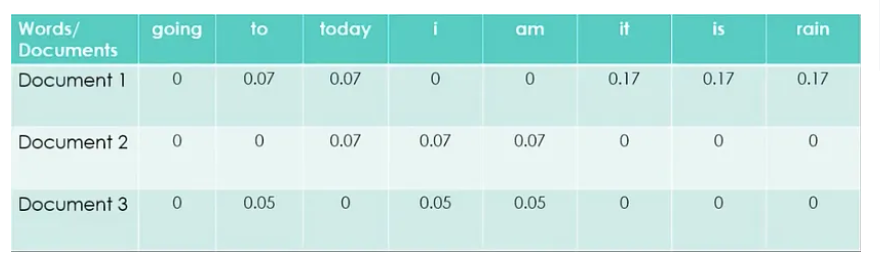 Words/ going to today i am it is rain
Documents
Document 1 0 0.07 0.07 0 0 0.17 0.17 0.17
Document 2 0 0 0.07 0.07 0.07 0 0 0
Document 3 0 0.05 0 0.05 0.05 0 0 0